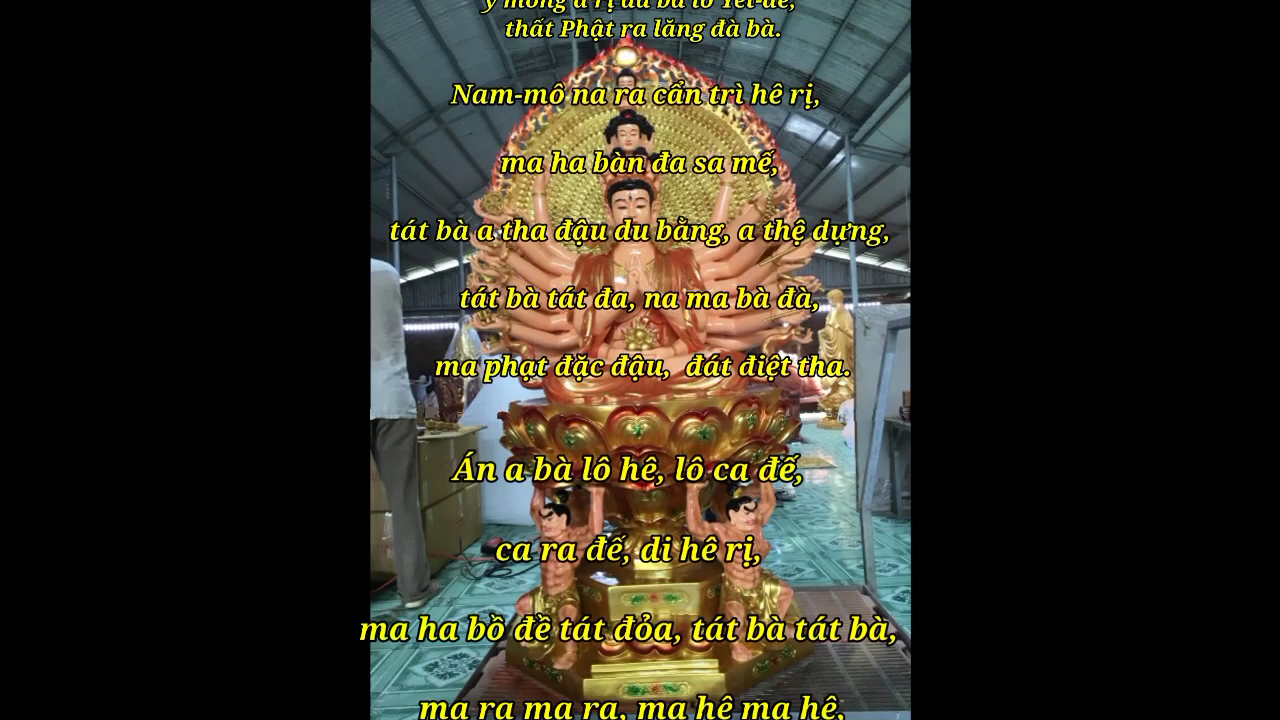 thất Phật ra lăng đà bà.
Nam-mô na ra cẩn trì hê rị,
ma ha bàn đa sa mế,
tát bà a tha đậu du bằng, a thệ dựng,
tát bà tát đa, na ma bà đà,
ma phạt đặc đậu, đát điệt tha.
Án a bà lô hê, lô ca đế,
ca ra đế, di hê rị,
ma ha bồ đề tát đỏa, tát bà tát bà,
ma ra ma ra, ma hê ma hê,